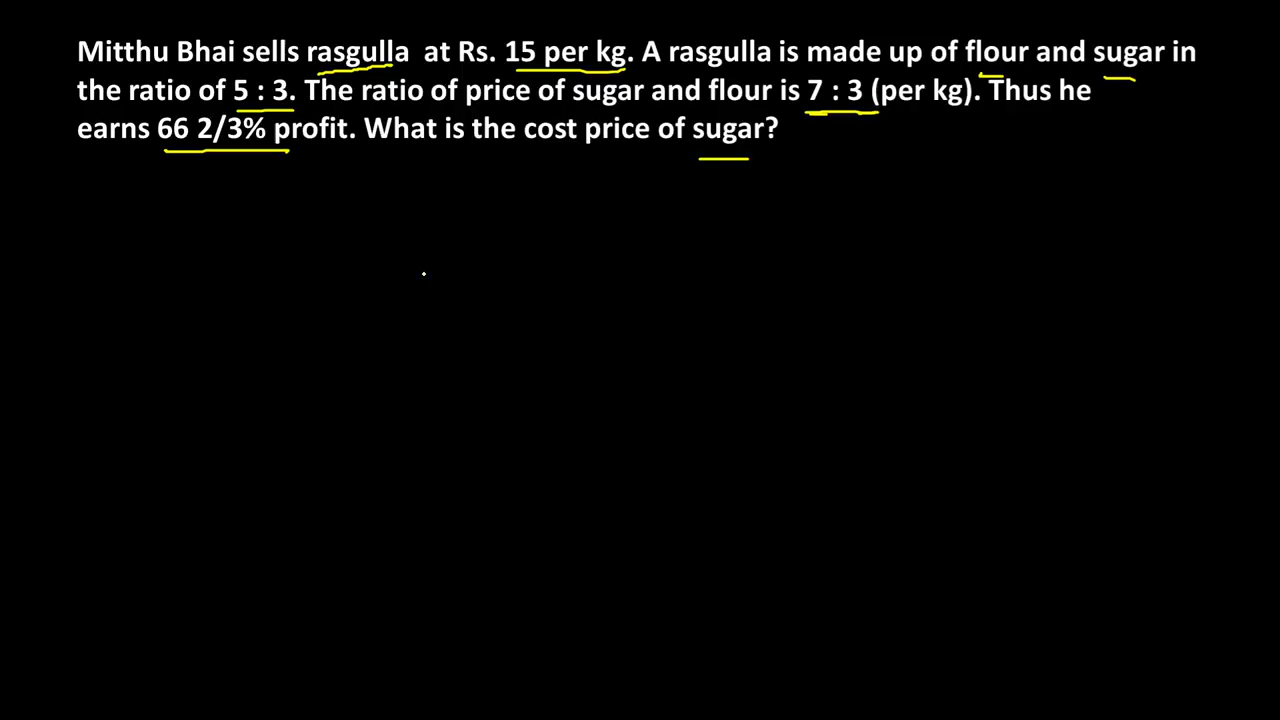 Mitthu Bhai sells rasgulla at Rs. 15 per kg. A rasgulla is made up of flour and sugar in
the ratio of 5 : 3. The ratio of price of sugar and flour is 7 : 3 (per kg). Thus he
earns 66 2/3% profit. What is the cost price of sugar?